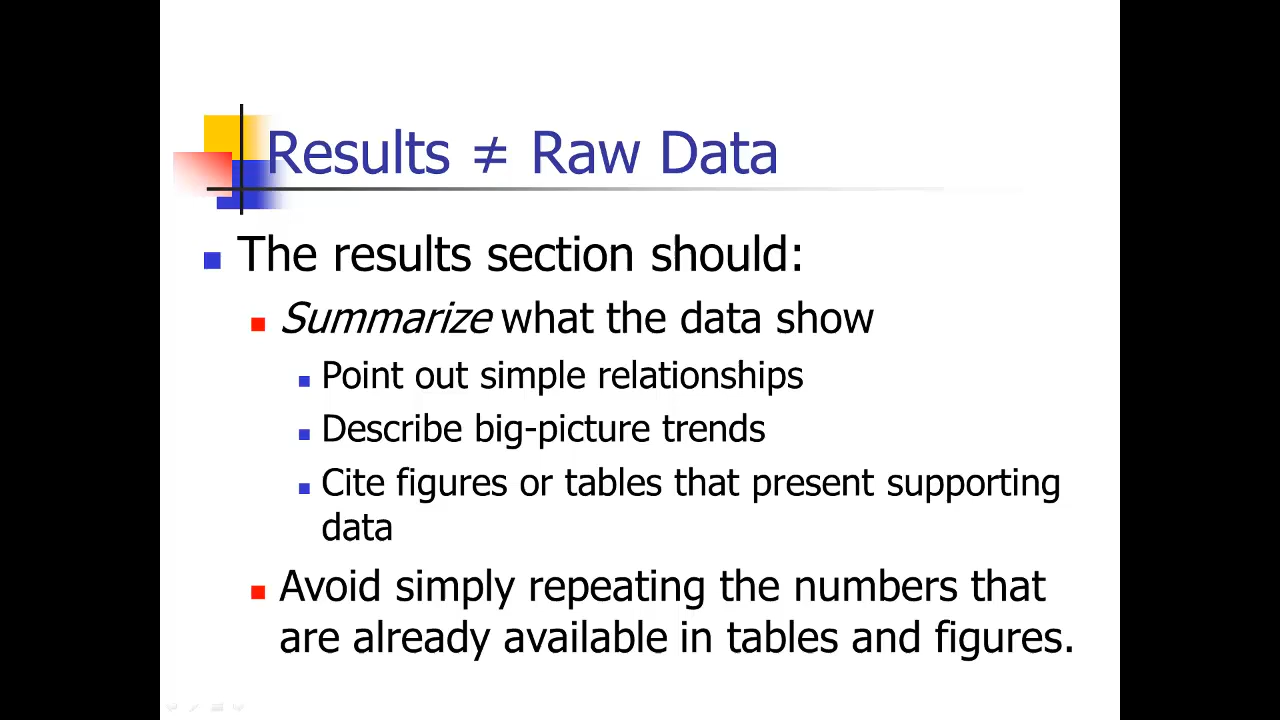 Results ≠ Raw Data
The results section should:
Summarize what the data show
Point out simple relationships
Describe big-picture trends
Cite figures or tables that present supporting
data
Avoid simply repeating the numbers that
are already available in tables and figures.